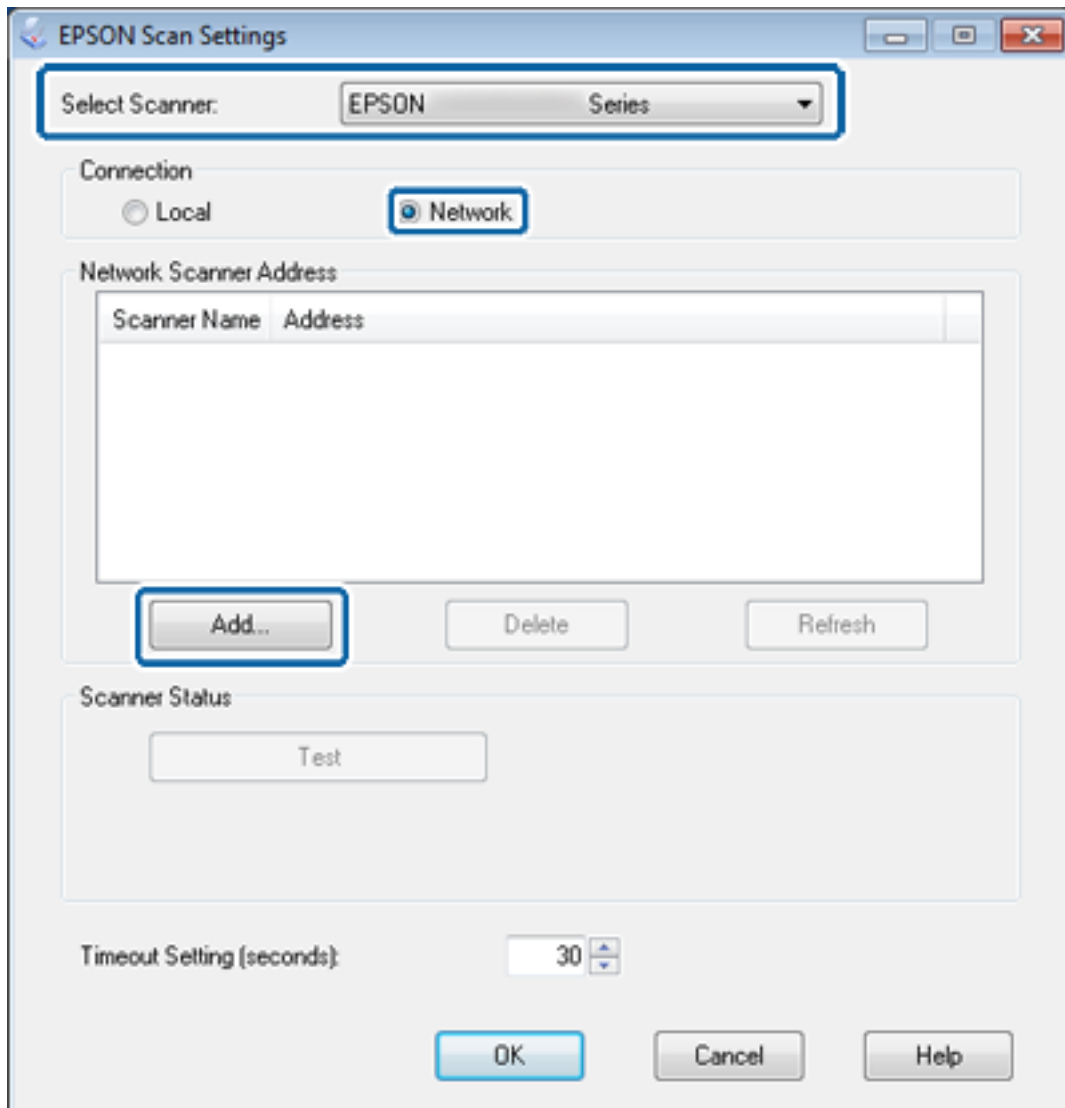 EPSON Scan Settings
Select Scanner: EPSON Series
Connection
Local Network
Network Scanner Address
Scanner Name Address
Add... Delete Refresh
Scanner Status
Test
Timeout Setting (seconds): 30
OK Cancel Help